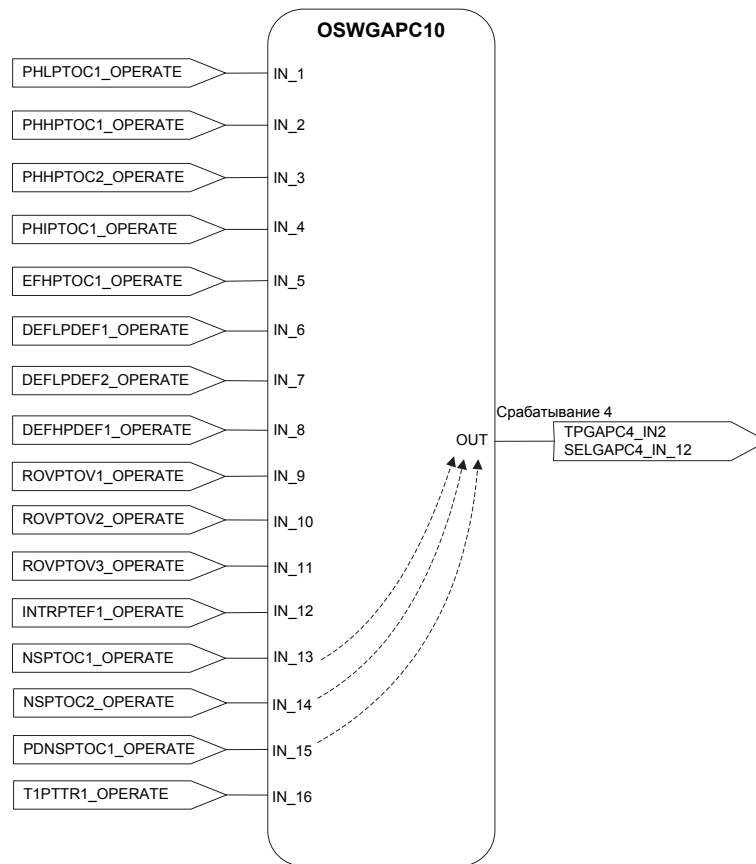 OSWGAPC10
PHLPTOC1_OPERATE IN_1
PHHPTOC1_OPERATE IN_2
PHHPTOC2_OPERATE IN_3
PHIPTOC1_OPERATE IN_4
EFHPTOC1_OPERATE IN_5
DEFLPDEF1_OPERATE IN_6
DEFLPDEF2_OPERATE IN_7
Срабатывание 4
DEFHPDEF1_OPERATE IN_8 OUT TPGAPC4_IN2
SELGAPC4_IN_12
ROVPTOV1_OPERATE IN_9
ROVPTOV2_OPERATE IN_10
ROVPTOV3_OPERATE IN_11
INTRPTEF1_OPERATE IN_12
NSPTOC1_OPERATE IN_13
NSPTOC2_OPERATE IN_14
PDNSPTOC1_OPERATE IN_15
T1PTTR1_OPERATE IN_16